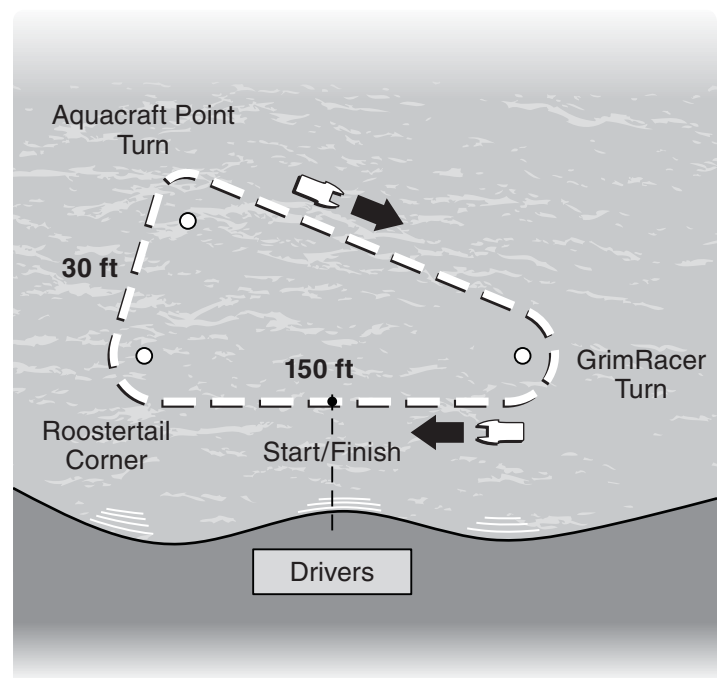 Aquacraft Point
Turn
30 ft
150 ft
GrimRacer
Turn
Roostertail
Corner
Start/Finish
Drivers